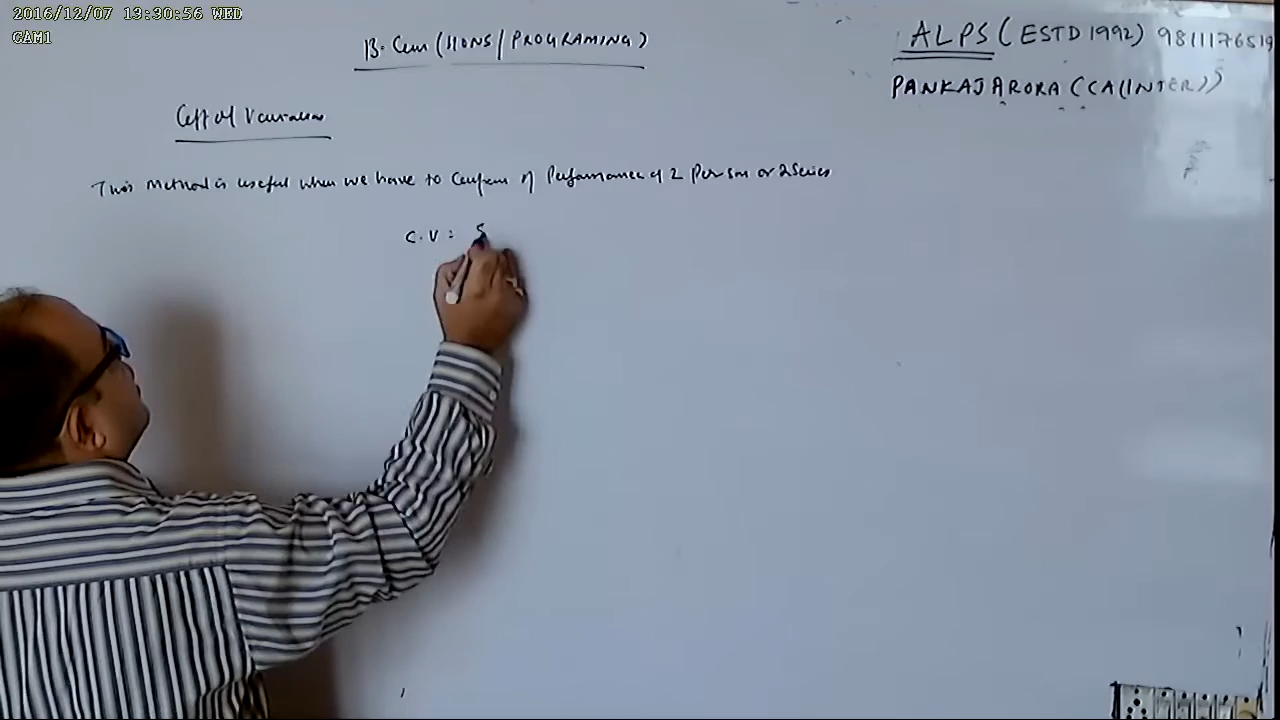 2016/12/07 13:30:56 WED
CAM1
B. Com (HONS / PROGRAMING)
ALPS (ESTD 1992) 9811176519
PANKAJ ARORA (CA(INTER))
Coff of Variation
This Method is useful when we have to Compare of Performance of 2 Person or 2 Series
C.V = S